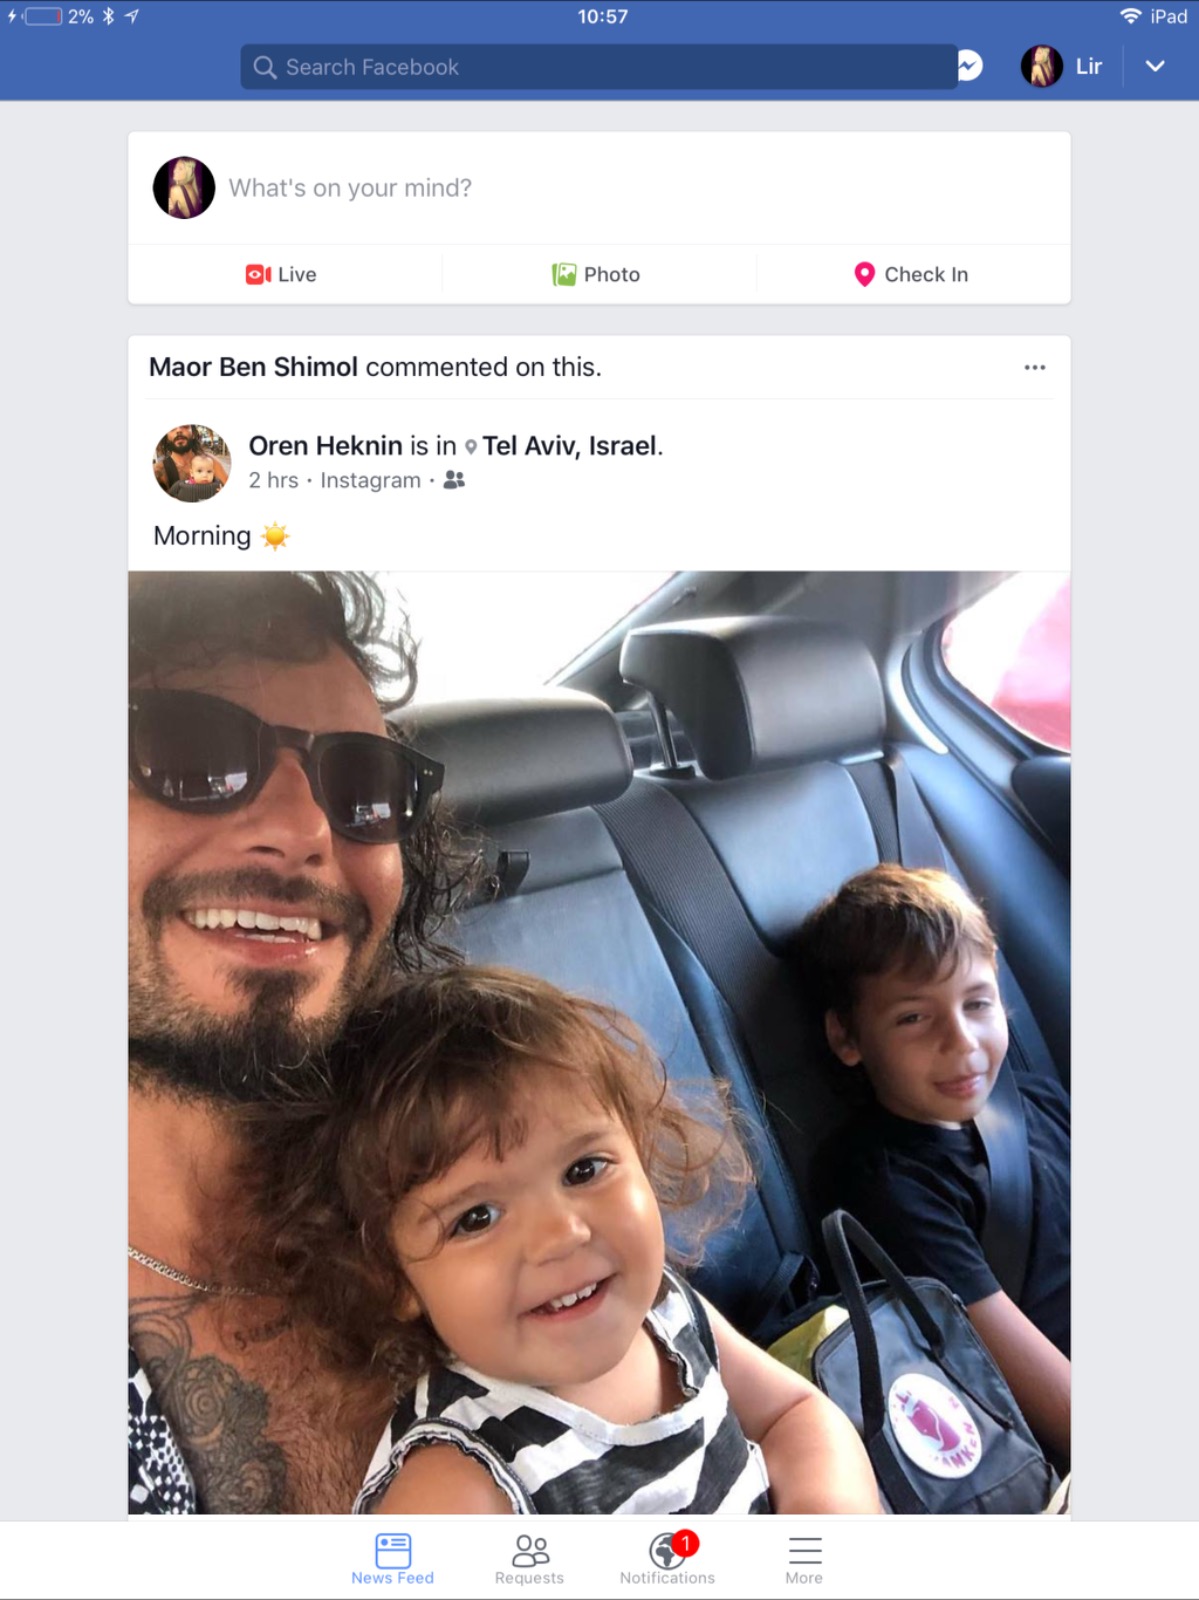 2% 10:57 iPad
Search Facebook Lir
What's on your mind?
Live Photo Check In
Maor Ben Shimol commented on this.
Oren Heknin is in Tel Aviv, Israel.
2 hrs · Instagram ·
Morning ☀️
1
News Feed Requests Notifications More